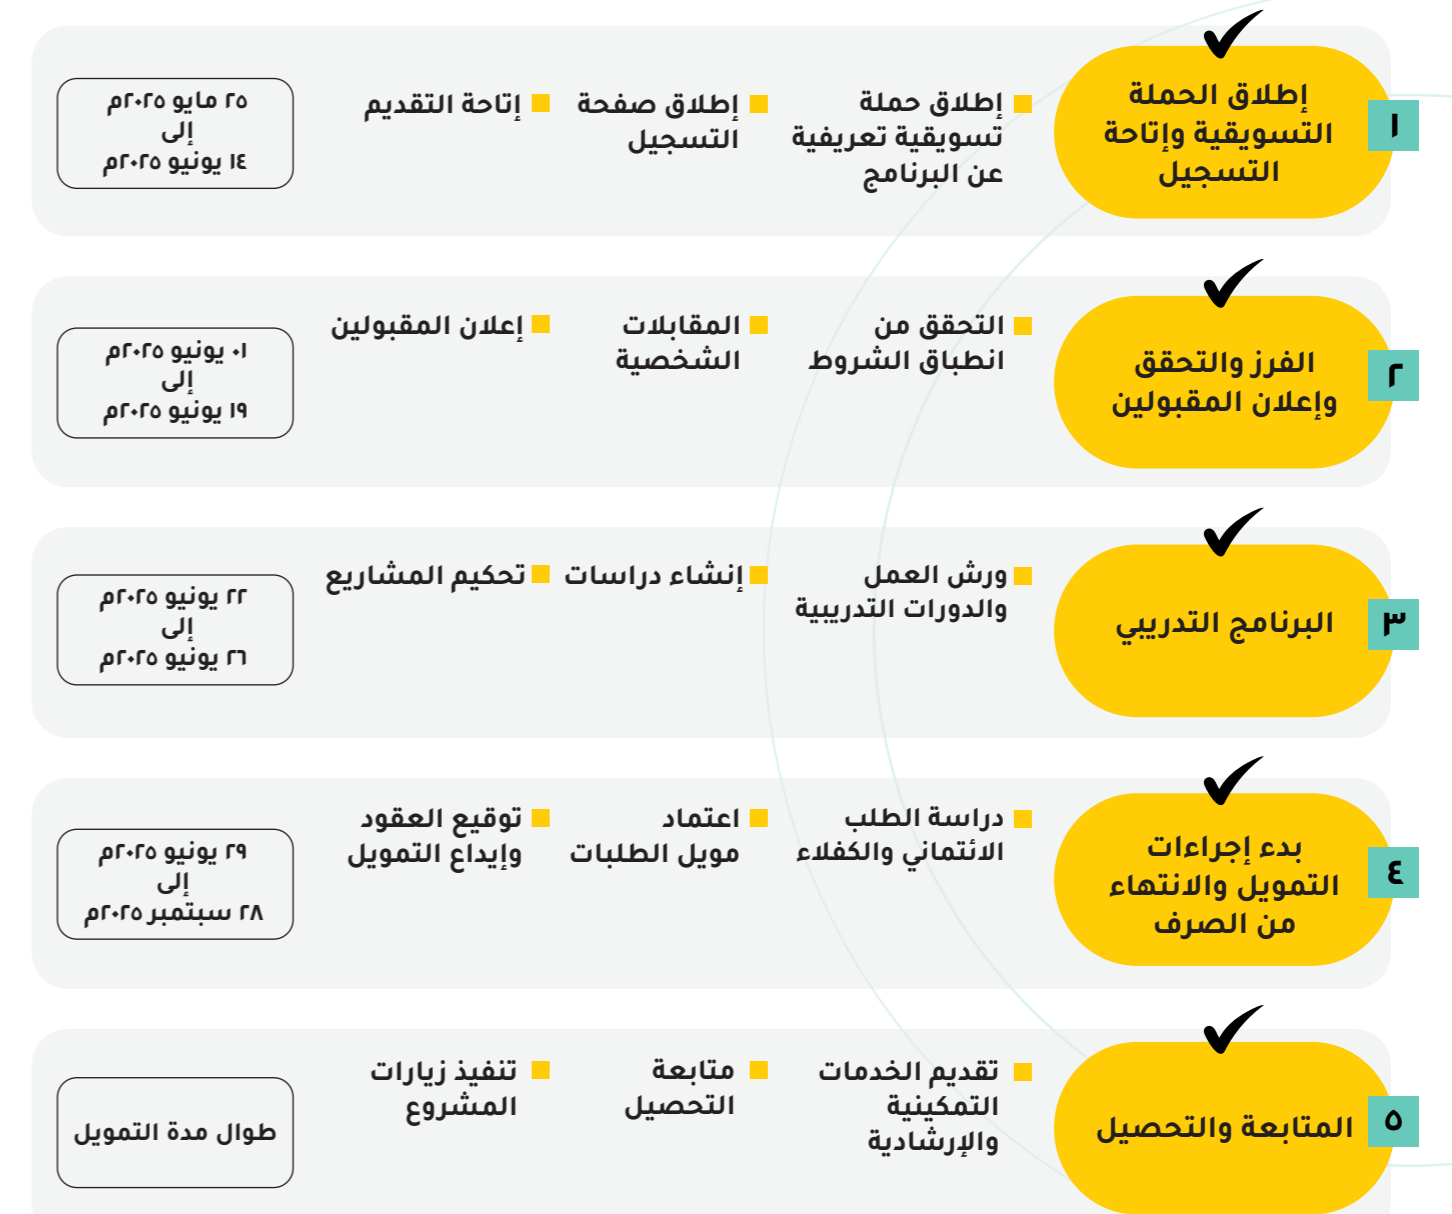 ١
إطلاق الحملة
التسويقية وإتاحة
التسجيل
إطلاق حملة
تسويقية تعريفية
عن البرنامج
إطلاق صفحة
التسجيل
إتاحة التقديم
٢٥ مايو ٢٠٢٥م
إلى
١٤ يونيو ٢٠٢٥م
٢
الفرز والتحقق
وإعلان المقبولين
التحقق من
انطباق الشروط
المقابلات
الشخصية
إعلان المقبولين
٠١ يونيو ٢٠٢٥م
إلى
١٩ يونيو ٢٠٢٥م
٣
البرنامج التدريبي
ورش العمل
والدورات التدريبية
إنشاء دراسات
تحكيم المشاريع
٢٢ يونيو ٢٠٢٥م
إلى
٢٦ يونيو ٢٠٢٥م
٤
بدء إجراءات
التمويل والانتهاء
من الصرف
دراسة الطلب
الائتماني والكفلاء
اعتماد
مويل الطلبات
توقيع العقود
وإيداع التمويل
٢٩ يونيو ٢٠٢٥م
إلى
٢٨ سبتمبر ٢٠٢٥م
٥
المتابعة والتحصيل
تقديم الخدمات
التمكينية
والإرشادية
متابعة
التحصيل
تنفيذ زيارات
المشروع
طوال مدة التمويل